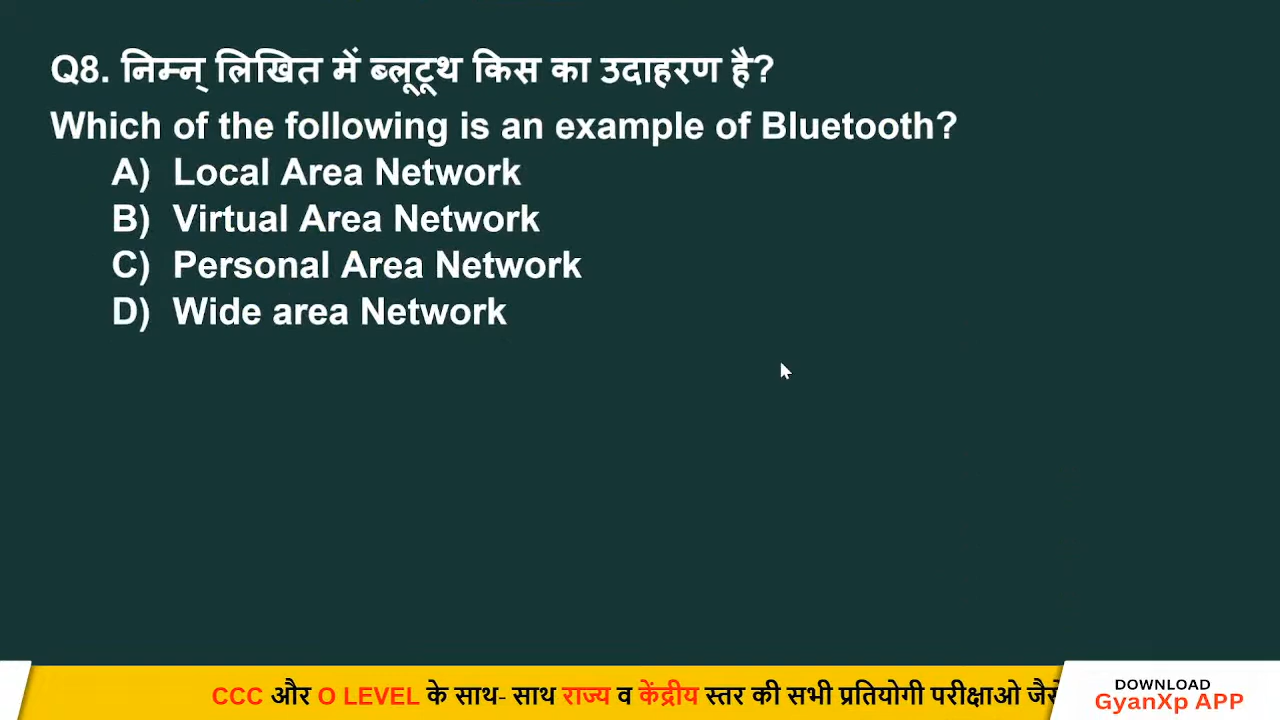 Q8. निम्न् लिखित में ब्लूटूथ किस का उदाहरण है?
Which of the following is an example of Bluetooth?
A) Local Area Network
B) Virtual Area Network
C) Personal Area Network
D) Wide area Network
CCC और O LEVEL के साथ- साथ राज्य व केंद्रीय स्तर की सभी प्रतियोगी परीक्षाओ
DOWNLOAD
GyanXp APP